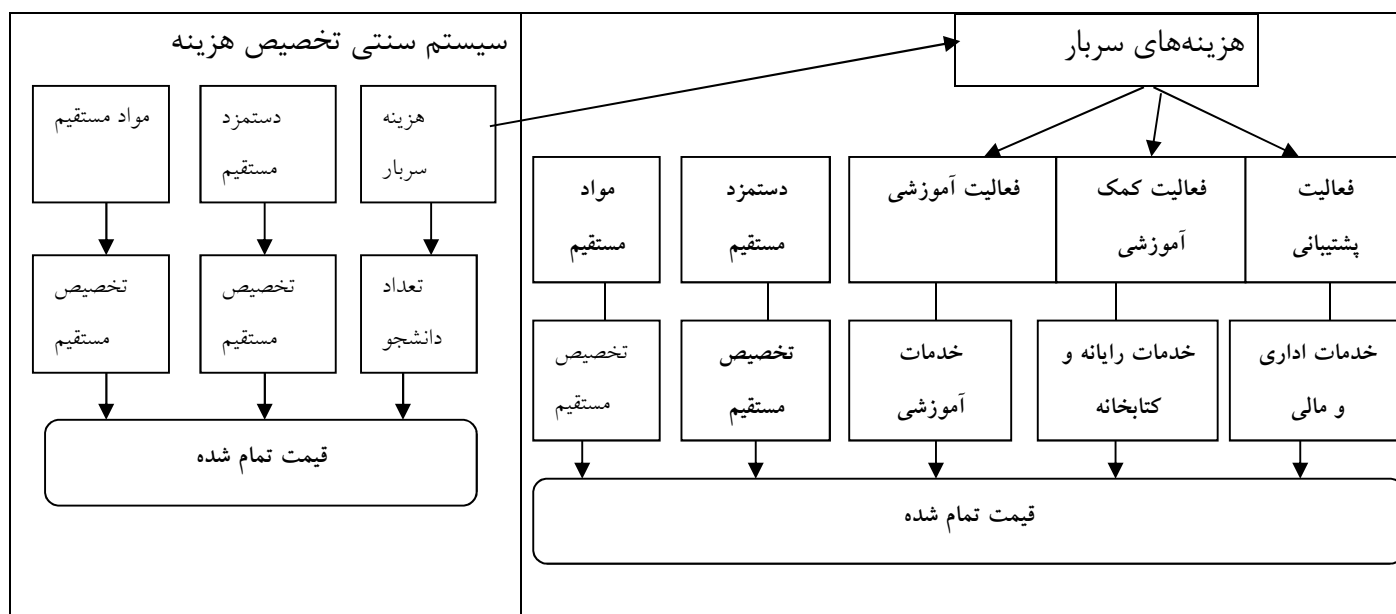 سیستم سنتی تخصیص هزینه
هزینه
سربار
دستمزد
مستقیم
مواد مستقیم
تعداد
دانشجو
تخصیص
مستقیم
تخصیص
مستقیم
قیمت تمام شده
هزینه‌های سربار
فعالیت
پشتیبانی
فعالیت کمک
آموزشی
فعالیت آموزشی
دستمزد
مستقیم
مواد
مستقیم
خدمات اداری
و مالی
خدمات رایانه و
کتابخانه
خدمات
آموزشی
تخصیص
مستقیم
تخصیص
مستقیم
قیمت تمام شده